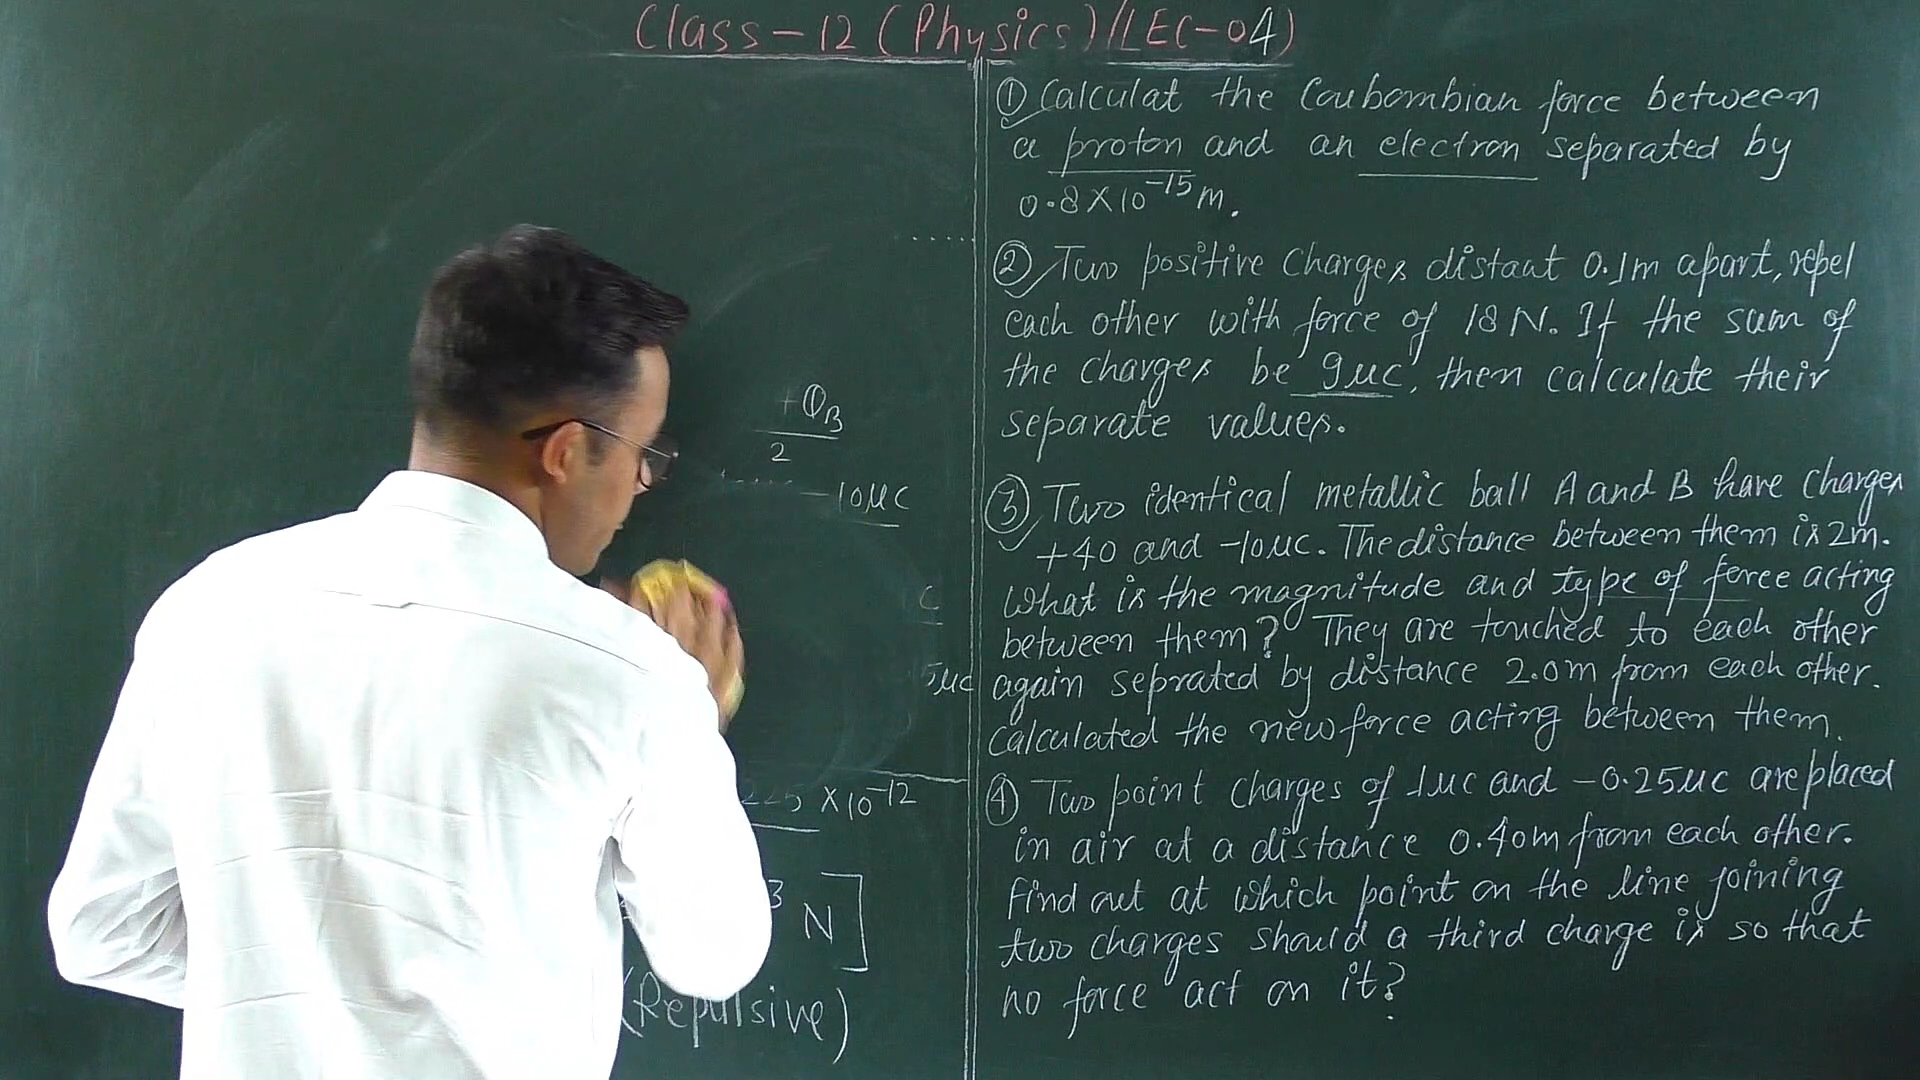 Class-12 (Physics)/LEC-04)
+Q_B
2
-10μC
C
5μC
225 ×10^-12
3 N
(Repulsive)
① Calculat the Coubombian force between
a proton and an electron separated by
0.8×10^-15 m.
② Two positive charges distant 0.1m apart, repel
each other with force of 18 N. If the sum of
the charges be 9μc, then calculate their
separate values.
③ Two identical metallic ball A and B have charges
+40 and -10μc. The distance between them is 2m.
What is the magnitude and type of force acting
between them? They are touched to each other
again seprated by distance 2.0m from each other.
Calculated the new force acting between them.
④ Two point charges of 1μc and -0.25μc are placed
in air at a distance 0.40m from each other.
Find out at which point on the line joining
two charges should a third charge is so that
no force act on it?